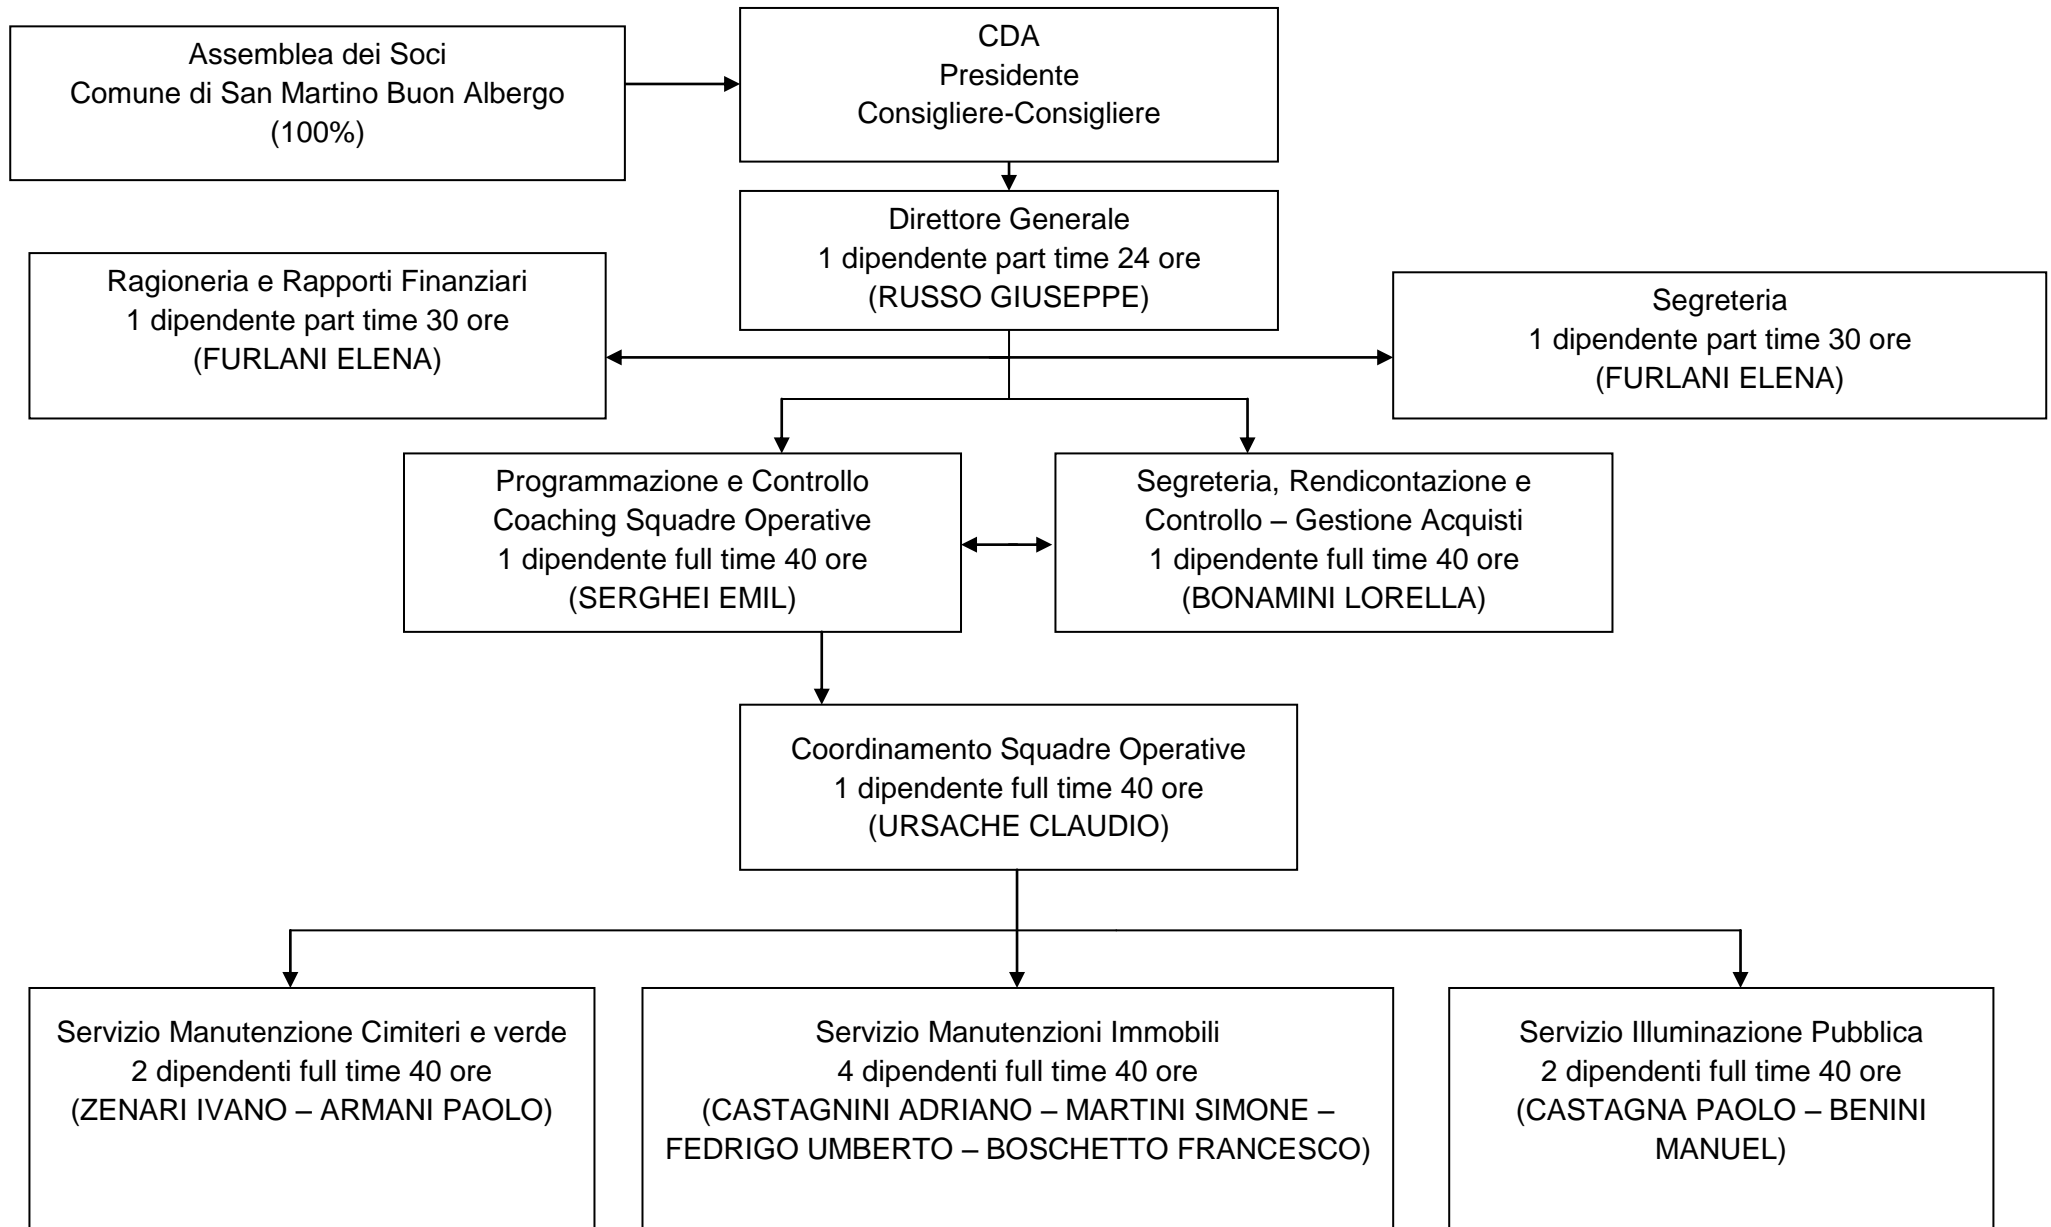 Assemblea dei Soci
Comune di San Martino Buon Albergo
(100%)
CDA
Presidente
Consigliere-Consigliere
Direttore Generale
1 dipendente part time 24 ore
(RUSSO GIUSEPPE)
Ragioneria e Rapporti Finanziari
1 dipendente part time 30 ore
(FURLANI ELENA)
Segreteria
1 dipendente part time 30 ore
(FURLANI ELENA)
Programmazione e Controllo
Coaching Squadre Operative
1 dipendente full time 40 ore
(SERGHEI EMIL)
Segreteria, Rendicontazione e
Controllo – Gestione Acquisti
1 dipendente full time 40 ore
(BONAMINI LORELLA)
Coordinamento Squadre Operative
1 dipendente full time 40 ore
(URSACHE CLAUDIO)
Servizio Manutenzione Cimiteri e verde
2 dipendenti full time 40 ore
(ZENARI IVANO – ARMANI PAOLO)
Servizio Manutenzioni Immobili
4 dipendenti full time 40 ore
(CASTAGNINI ADRIANO – MARTINI SIMONE –
FEDRIGO UMBERTO – BOSCHETTO FRANCESCO)
Servizio Illuminazione Pubblica
2 dipendenti full time 40 ore
(CASTAGNA PAOLO – BENINI
MANUEL)